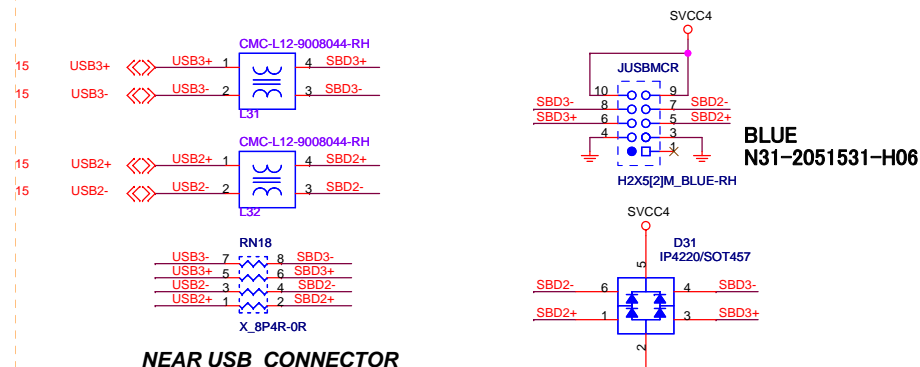 SVCC4
CMC-L12-9008044-RH
15 USB3+ USB3+ 1 4 SBD3+
15 USB3- USB3- 2 3 SBD3-
L31
JUSBMCR
10 9
SBD3- 8 7 SBD2-
SBD3+ 6 5 SBD2+
4 3
1
BLUE
N31-2051531-H06
H2X5[2]M_BLUE-RH
CMC-L12-9008044-RH
15 USB2+ USB2+ 1 4 SBD2+
15 USB2- USB2- 2 3 SBD2-
L32
SVCC4
RN18
USB3- 7 8 SBD3-
USB3+ 5 6 SBD3+
USB2- 3 4 SBD2-
USB2+ 1 2 SBD2+
X_8P4R-0R
D31
IP4220/SOT457
5
SBD2- 6 4 SBD3-
SBD2+ 1 3 SBD3+
2
NEAR USB CONNECTOR